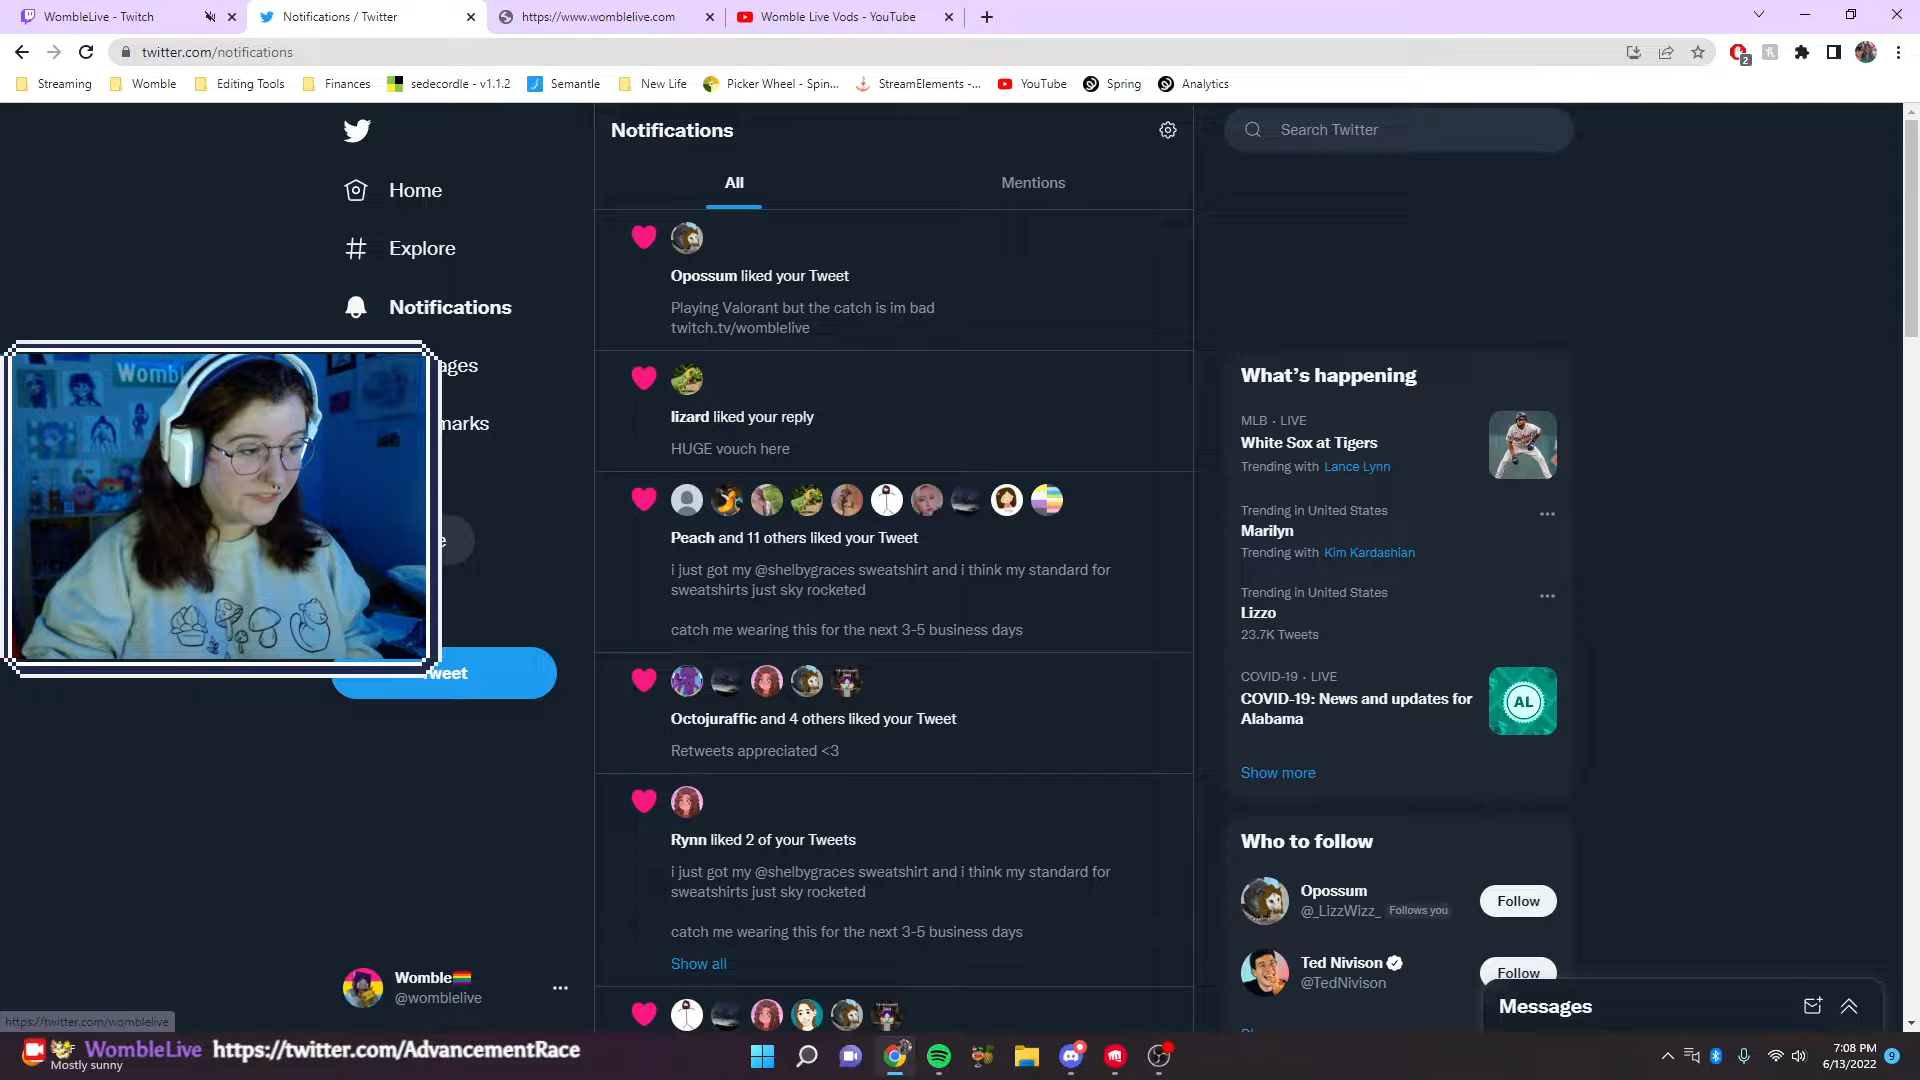 WombleLive - Twitch
Notifications / Twitter
https://www.womblelive.com
Womble Live Vods - YouTube
twitter.com/notifications
2
Streaming
Womble
Editing Tools
Finances
sedecordle - v1.1.2
Semantle
New Life
Picker Wheel - Spin...
StreamElements -...
YouTube
Spring
Analytics
Home
Explore
Notifications
ages
marks
e
Tweet
Womb
Womble
@womblelive
https://twitter.com/womblelive
Notifications
All
Mentions
Opossum liked your Tweet
Playing Valorant but the catch is im bad
twitch.tv/womblelive
lizard liked your reply
HUGE vouch here
Peach and 11 others liked your Tweet
i just got my @shelbygraces sweatshirt and i think my standard for
sweatshirts just sky rocketed
catch me wearing this for the next 3-5 business days
Octojuraffic and 4 others liked your Tweet
Retweets appreciated <3
Rynn liked 2 of your Tweets
i just got my @shelbygraces sweatshirt and i think my standard for
sweatshirts just sky rocketed
catch me wearing this for the next 3-5 business days
Show all
Search Twitter
What's happening
MLB · LIVE
White Sox at Tigers
Trending with Lance Lynn
Trending in United States
Marilyn
Trending with Kim Kardashian
Trending in United States
Lizzo
23.7K Tweets
COVID-19 · LIVE
COVID-19: News and updates for
Alabama
AL
Show more
Who to follow
Opossum
@_LizzWizz_ Follows you
Follow
Ted Nivison
@TedNivison
Follow
Messages
WombleLive https://twitter.com/AdvancementRace
Mostly sunny
7:08 PM
6/13/2022
9